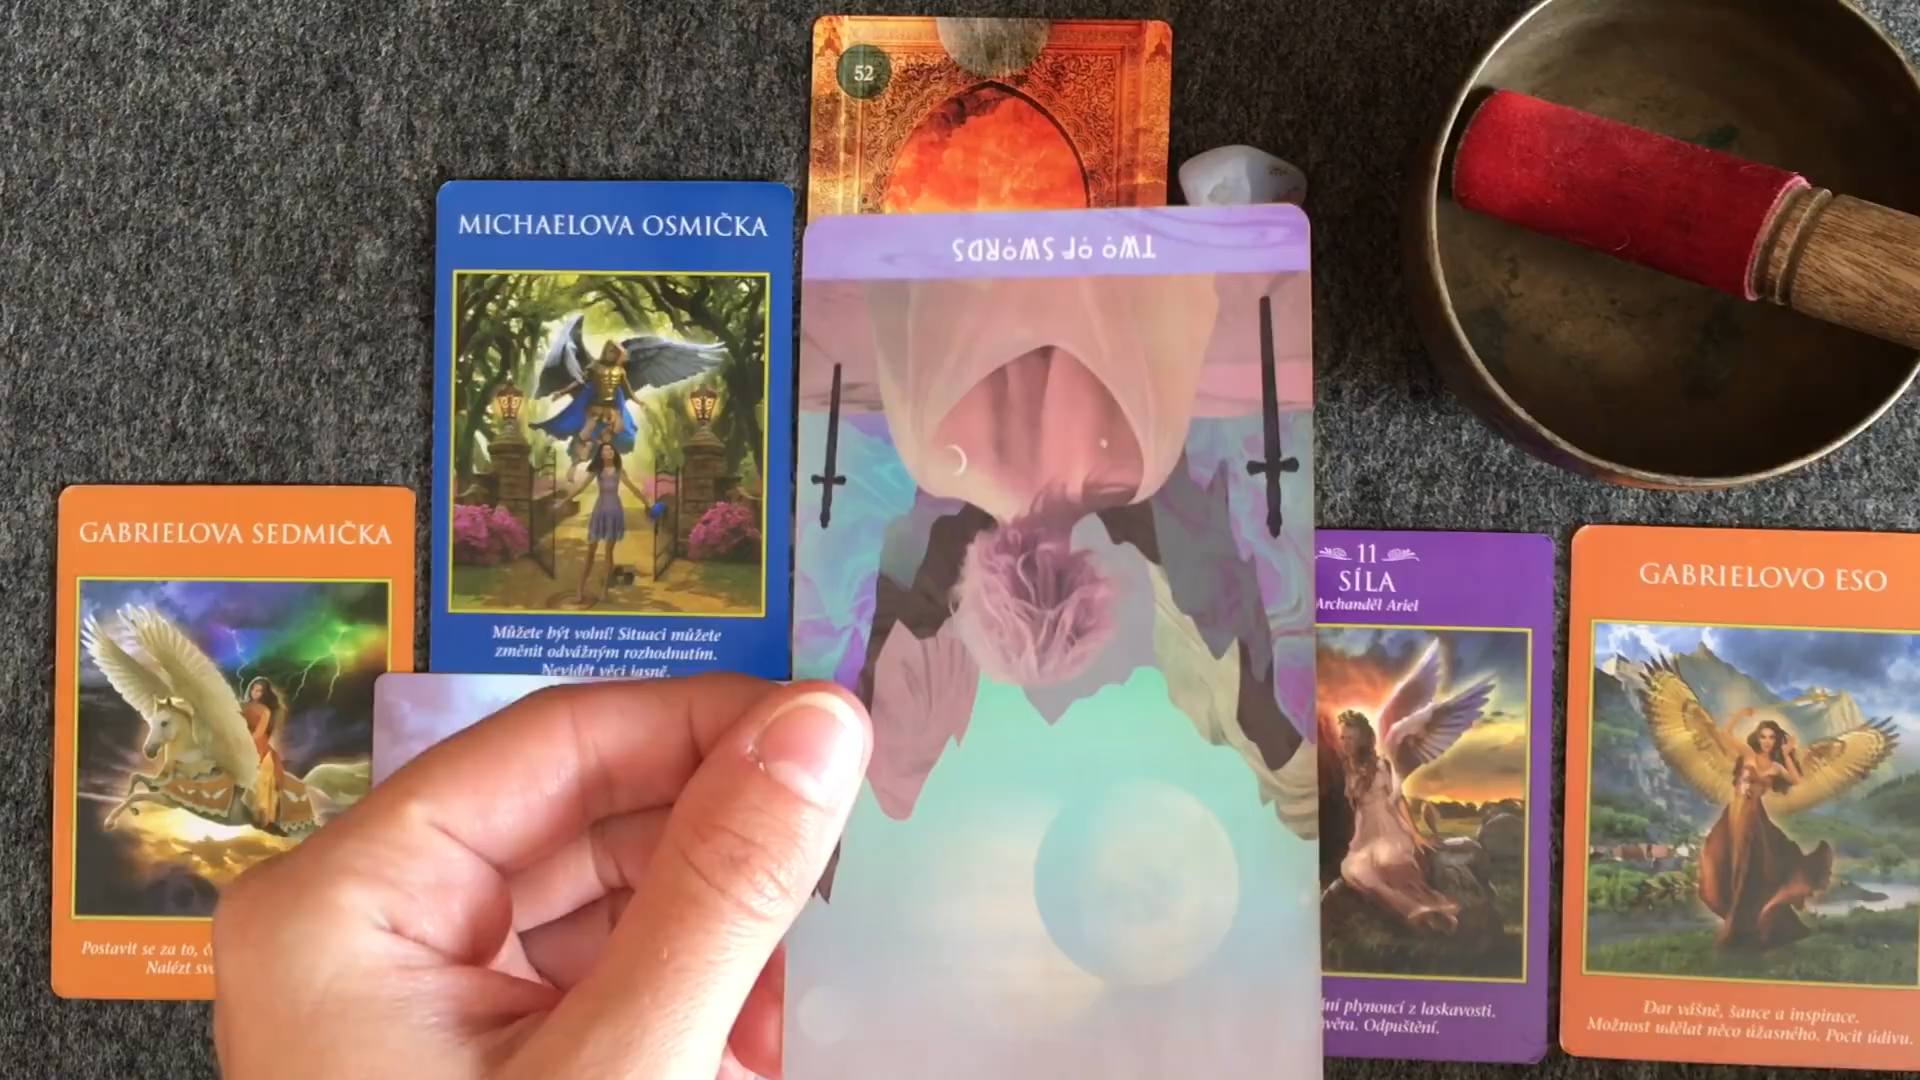 52
MICHAELOVA OSMIČKA
Můžete být volní! Situaci můžete
změnit odvážným rozhodnutím.
Nevidět věci jasně.
TWO OF SWORDS
GABRIELOVA SEDMIČKA
Postavit se za to,
Nalézt
11
SÍLA
Archanděl Ariel
plynoucí z laskavosti.
Odpuštění.
GABRIELOVO ESO
Dar vášně, šance a inspirace.
Možnost udělat něco úžasného. Pocit údivu.